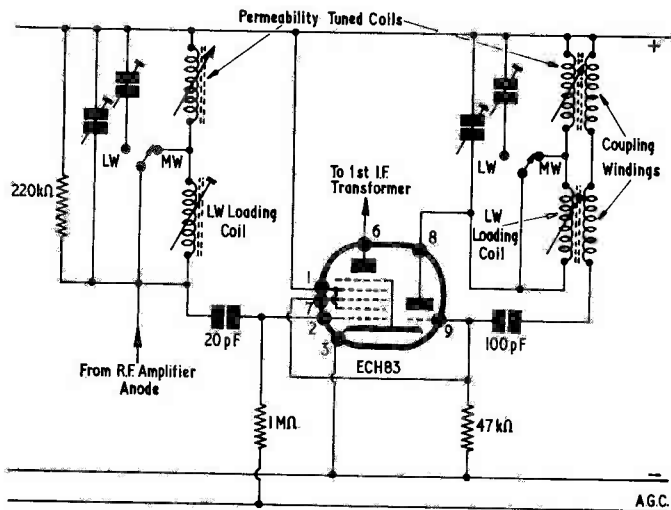 Permeability Tuned Coils
+
LW
MW
LW
MW
Coupling
Windings
220kΩ
LW Loading
Coil
To 1st I.F.
Transformer
LW
Loading
Coil
6
8
1
7
2
3
9
20pF
100pF
ECH83
From R.F. Amplifier
Anode
1MΩ
47kΩ
−
A.G.C.